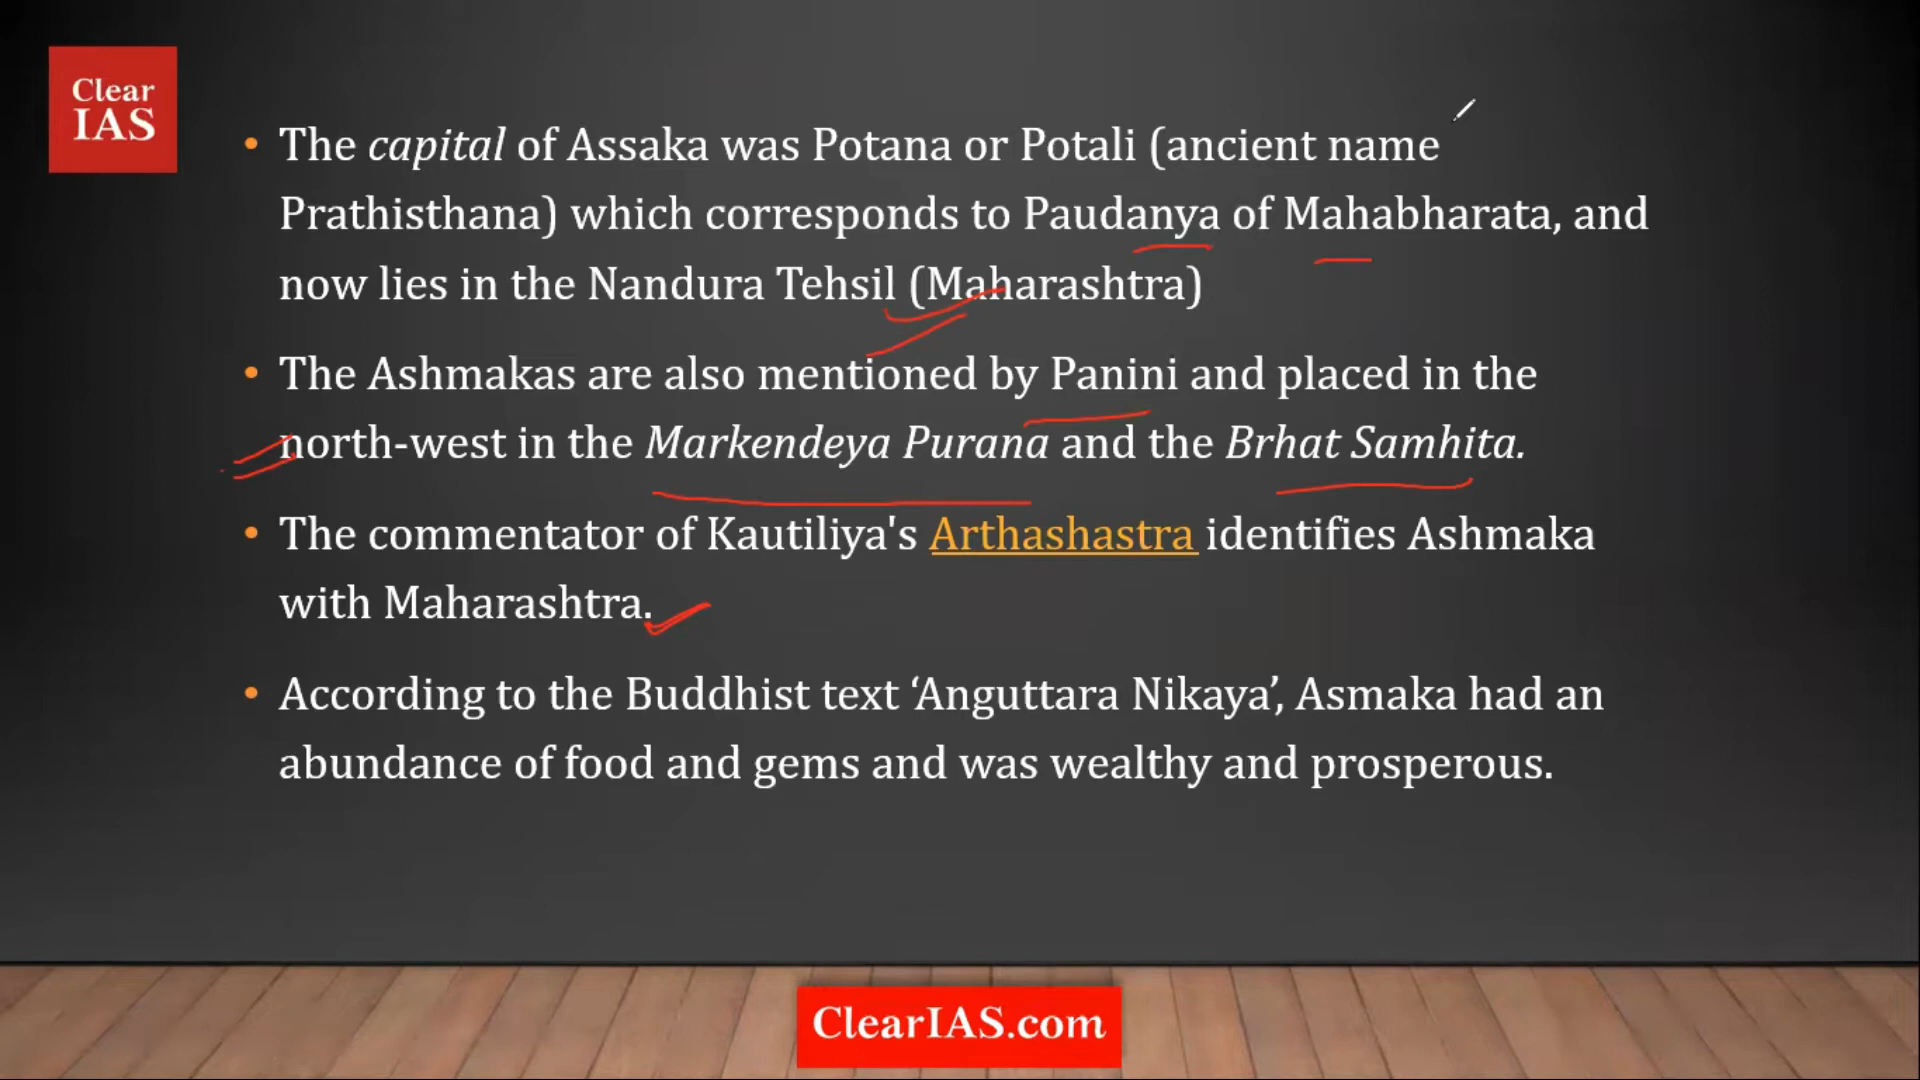 Clear
IAS
• The capital of Assaka was Potana or Potali (ancient name
Prathisthana) which corresponds to Paudanya of Mahabharata, and
now lies in the Nandura Tehsil (Maharashtra)
• The Ashmakas are also mentioned by Panini and placed in the
north-west in the Markendeya Purana and the Brhat Samhita.
• The commentator of Kautiliya's Arthashastra identifies Ashmaka
with Maharashtra.
• According to the Buddhist text ‘Anguttara Nikaya’, Asmaka had an
abundance of food and gems and was wealthy and prosperous.
ClearIAS.com